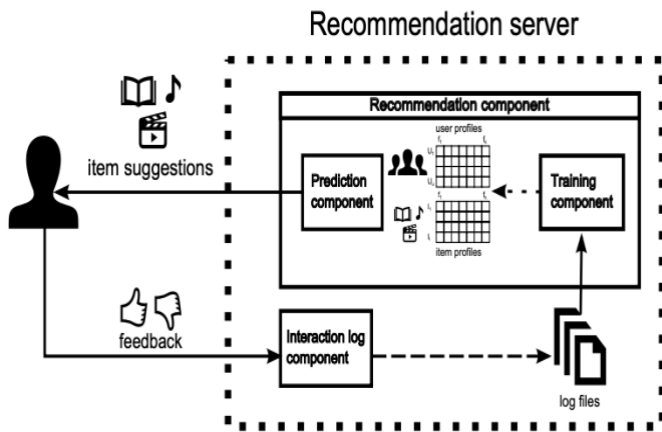 Recommendation server
Recommendation component
user profiles
item suggestions
Prediction
component
Training
component
item profiles
feedback
Interaction log
component
log files